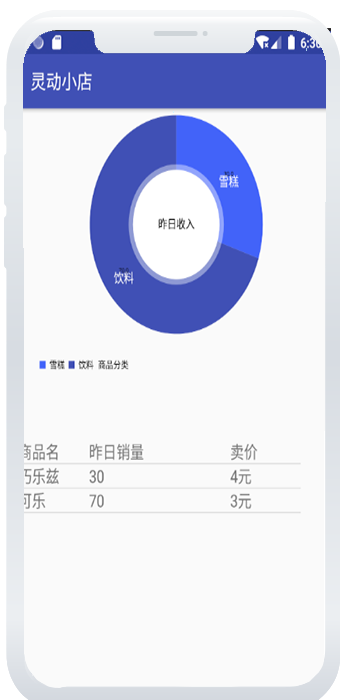 6:36
灵动小店
雪糕
昨日收入
饮料
雪糕 饮料 商品分类
商品名 昨日销量 卖价
巧乐兹 30 4元
可乐 70 3元